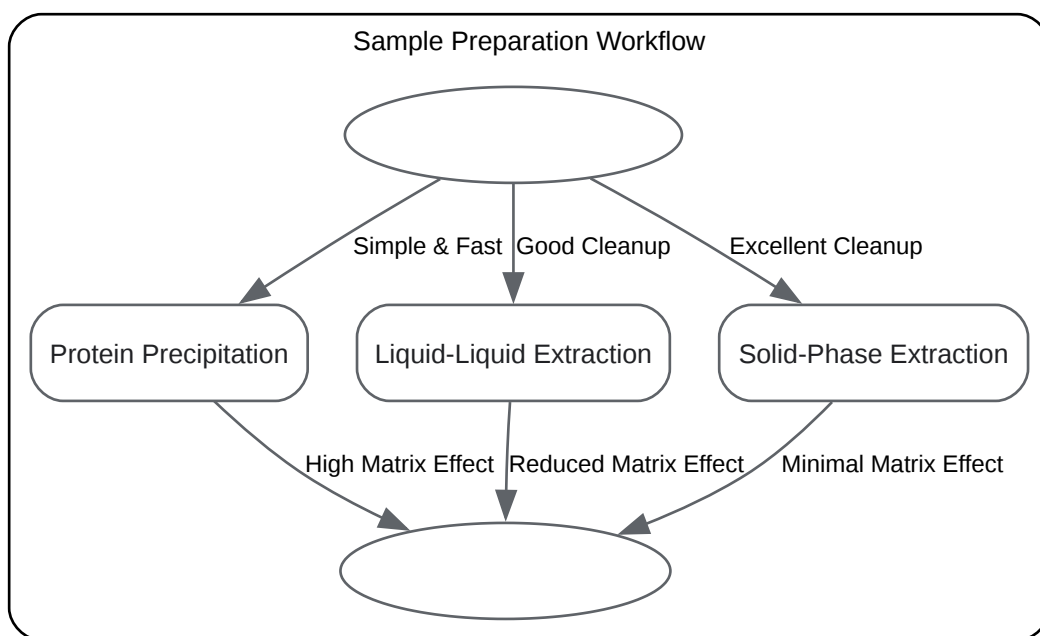 Sample Preparation Workflow
Simple & Fast
Good Cleanup
Excellent Cleanup
Protein Precipitation
Liquid-Liquid Extraction
Solid-Phase Extraction
High Matrix Effect
Reduced Matrix Effect
Minimal Matrix Effect